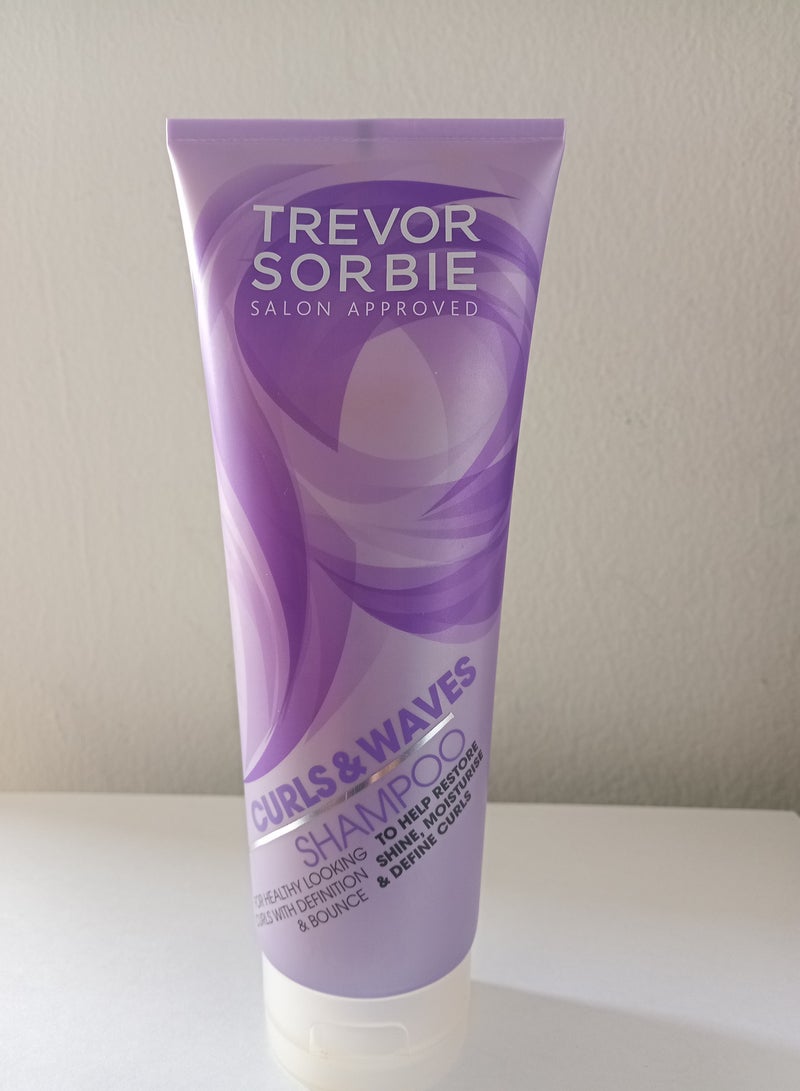 TREVOR
SORBIE
SALON APPROVED
CURLS & WAVES
SHAMPOO
FOR HEALTHY LOOKING
CURLS WITH DEFINITION
& BOUNCE
TO HELP RESTORE
SHINE, MOISTURISE
& DEFINE CURLS